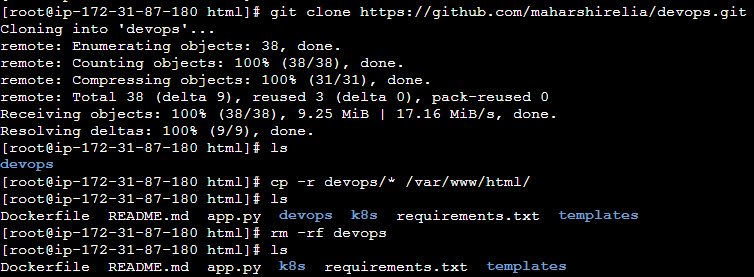 [root@ip-172-31-87-180 html]# git clone https://github.com/maharshirelia/devops.git
Cloning into 'devops'...
remote: Enumerating objects: 38, done.
remote: Counting objects: 100% (38/38), done.
remote: Compressing objects: 100% (31/31), done.
remote: Total 38 (delta 9), reused 3 (delta 0), pack-reused 0
Receiving objects: 100% (38/38), 9.25 MiB | 17.16 MiB/s, done.
Resolving deltas: 100% (9/9), done.
[root@ip-172-31-87-180 html]# ls
devops
[root@ip-172-31-87-180 html]# cp -r devops/* /var/www/html/
[root@ip-172-31-87-180 html]# ls
Dockerfile  README.md  app.py  devops  k8s  requirements.txt  templates
[root@ip-172-31-87-180 html]# rm -rf devops
[root@ip-172-31-87-180 html]# ls
Dockerfile  README.md  app.py  k8s  requirements.txt  templates